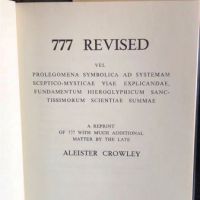 777 REVISED
VEL
PROLEGOMENA SYMBOLICA AD SYSTEMAM
SCEPTICO-MYSTICAE VIAE EXPLICANDAE,
FUNDAMENTUM HIEROGLYPHICUM SANC-
TISSIMORUM SCIENTIAE SUMMAE
A REPRINT
OF 777 WITH MUCH ADDITIONAL
MATTER BY THE LATE
ALEISTER CROWLEY